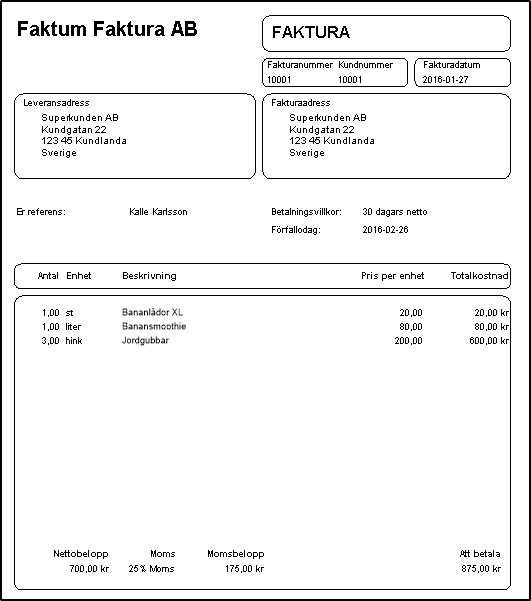 Faktum Faktura AB
FAKTURA
Fakturanummer Kundnummer Fakturadatum
10001 10001 2016-01-27
Leveransadress Fakturaadress
Superkunden AB Superkunden AB
Kundgatan 22 Kundgatan 22
123 45 Kundlanda 123 45 Kundlanda
Sverige Sverige
Er referens: Kalle Karlsson Betalningsvillkor: 30 dagars netto
Förfallodag: 2016-02-26
Antal Enhet Beskrivning Pris per enhet Totalkostnad
1,00 st Bananlådor XL 20,00 20,00 kr
1,00 liter Banansmoothie 80,00 80,00 kr
3,00 hink Jordgubbar 200,00 600,00 kr
Nettobelopp Moms Momsbelopp Att betala
700,00 kr 25% Moms 175,00 kr 875,00 kr